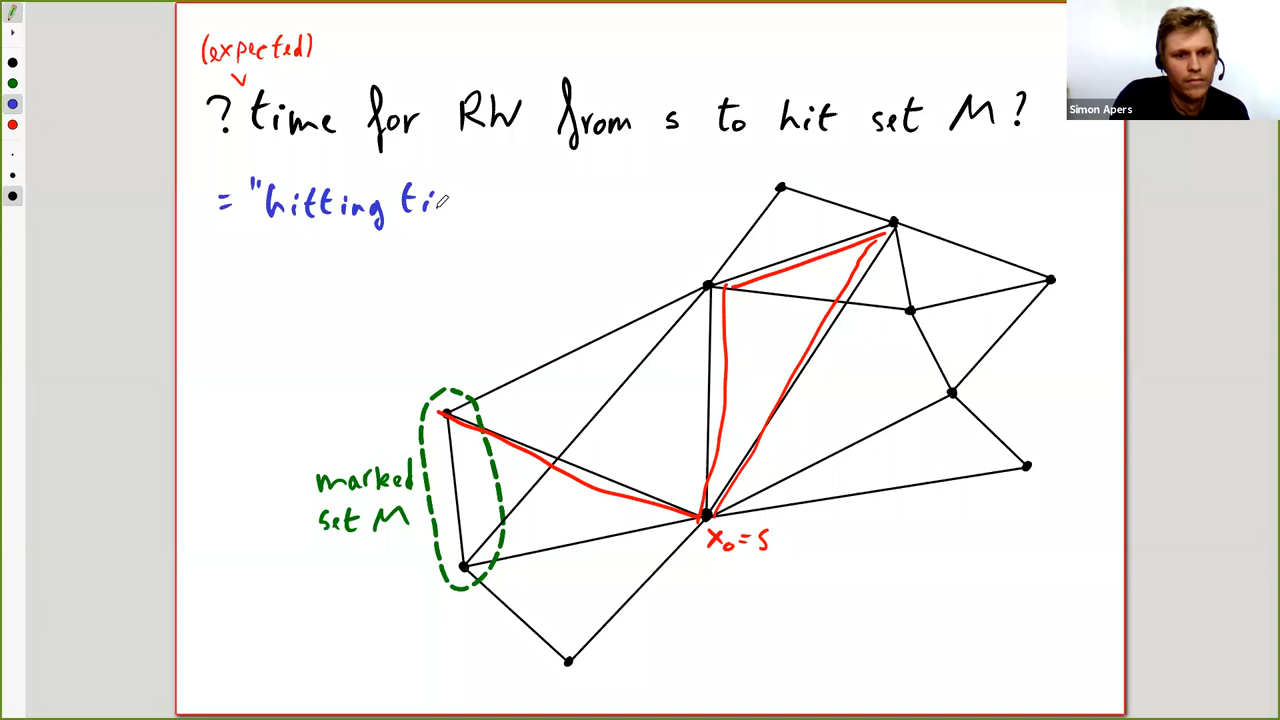 (expected)
? time for RW from s to hit set M?
= "hitting ti
marked
set M
x₀ = s
Simon Apers